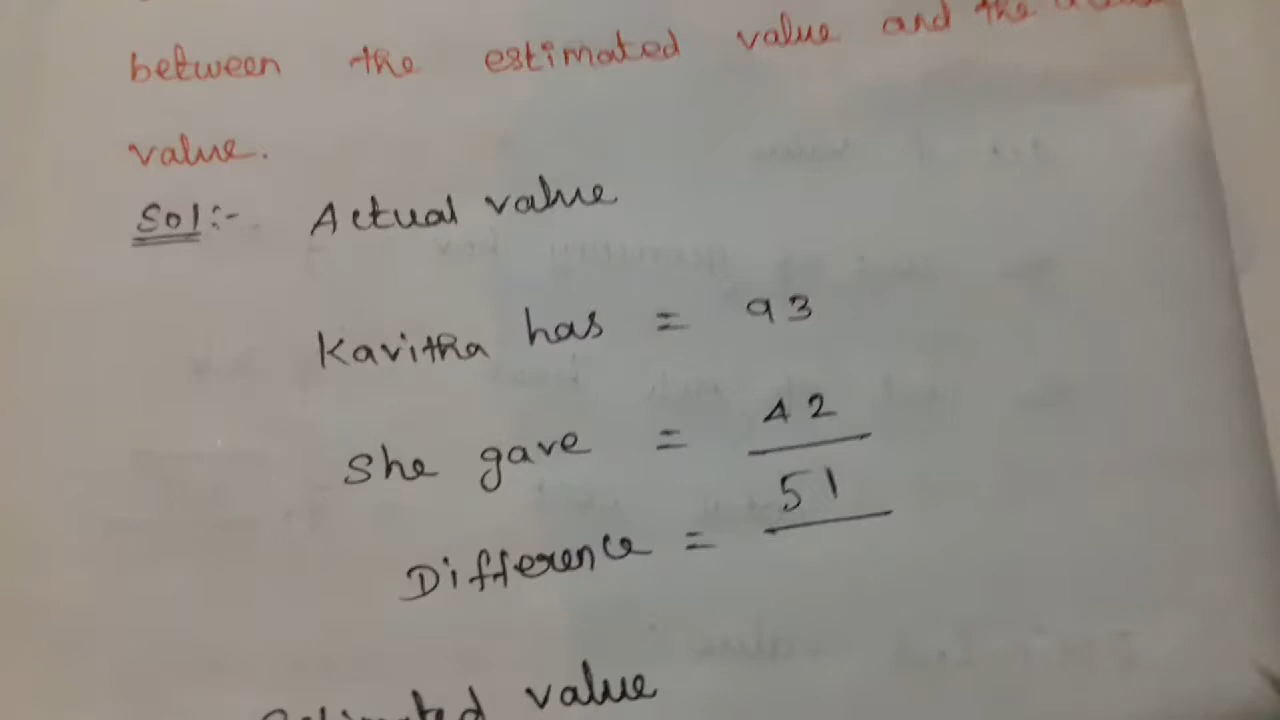 between the estimated value and the
value.
Sol:- Actual value
Kavitha has = 93
She gave = 42
51
Difference =
Estimated value